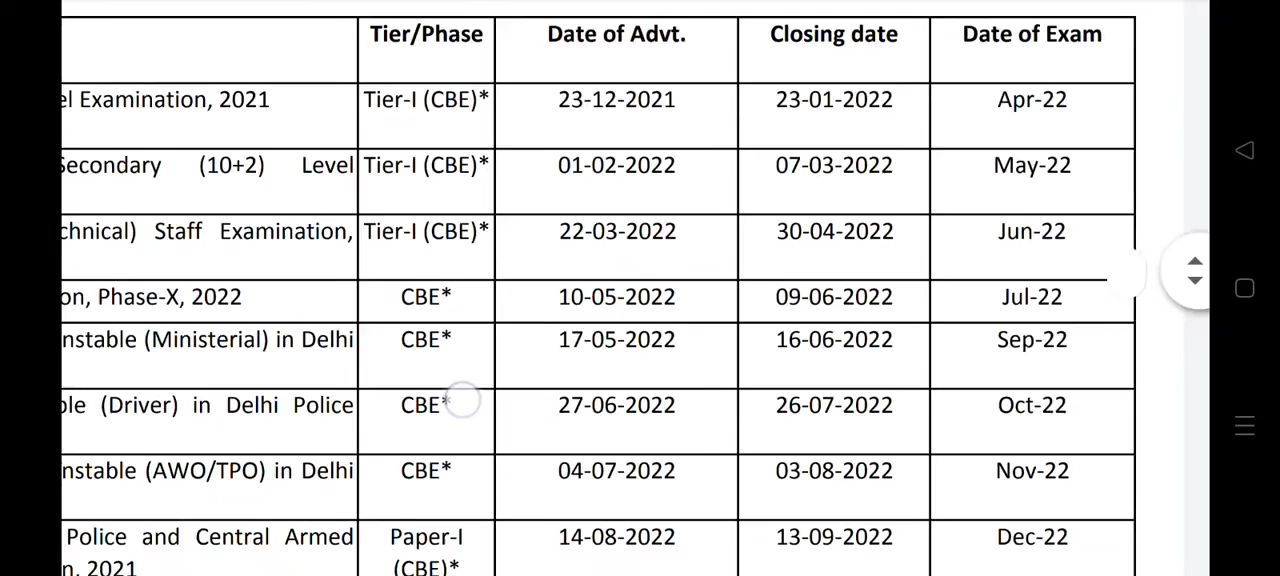 Tier/Phase Date of Advt. Closing date Date of Exam
el Examination, 2021 Tier-I (CBE)* 23-12-2021 23-01-2022 Apr-22
Secondary (10+2) Level Tier-I (CBE)* 01-02-2022 07-03-2022 May-22
chnical) Staff Examination, Tier-I (CBE)* 22-03-2022 30-04-2022 Jun-22
on, Phase-X, 2022 CBE* 10-05-2022 09-06-2022 Jul-22
nstable (Ministerial) in Delhi CBE* 17-05-2022 16-06-2022 Sep-22
ble (Driver) in Delhi Police CBE* 27-06-2022 26-07-2022 Oct-22
nstable (AWO/TPO) in Delhi CBE* 04-07-2022 03-08-2022 Nov-22
Police and Central Armed Paper-I 14-08-2022 13-09-2022 Dec-22
n, 2021 (CBE)*